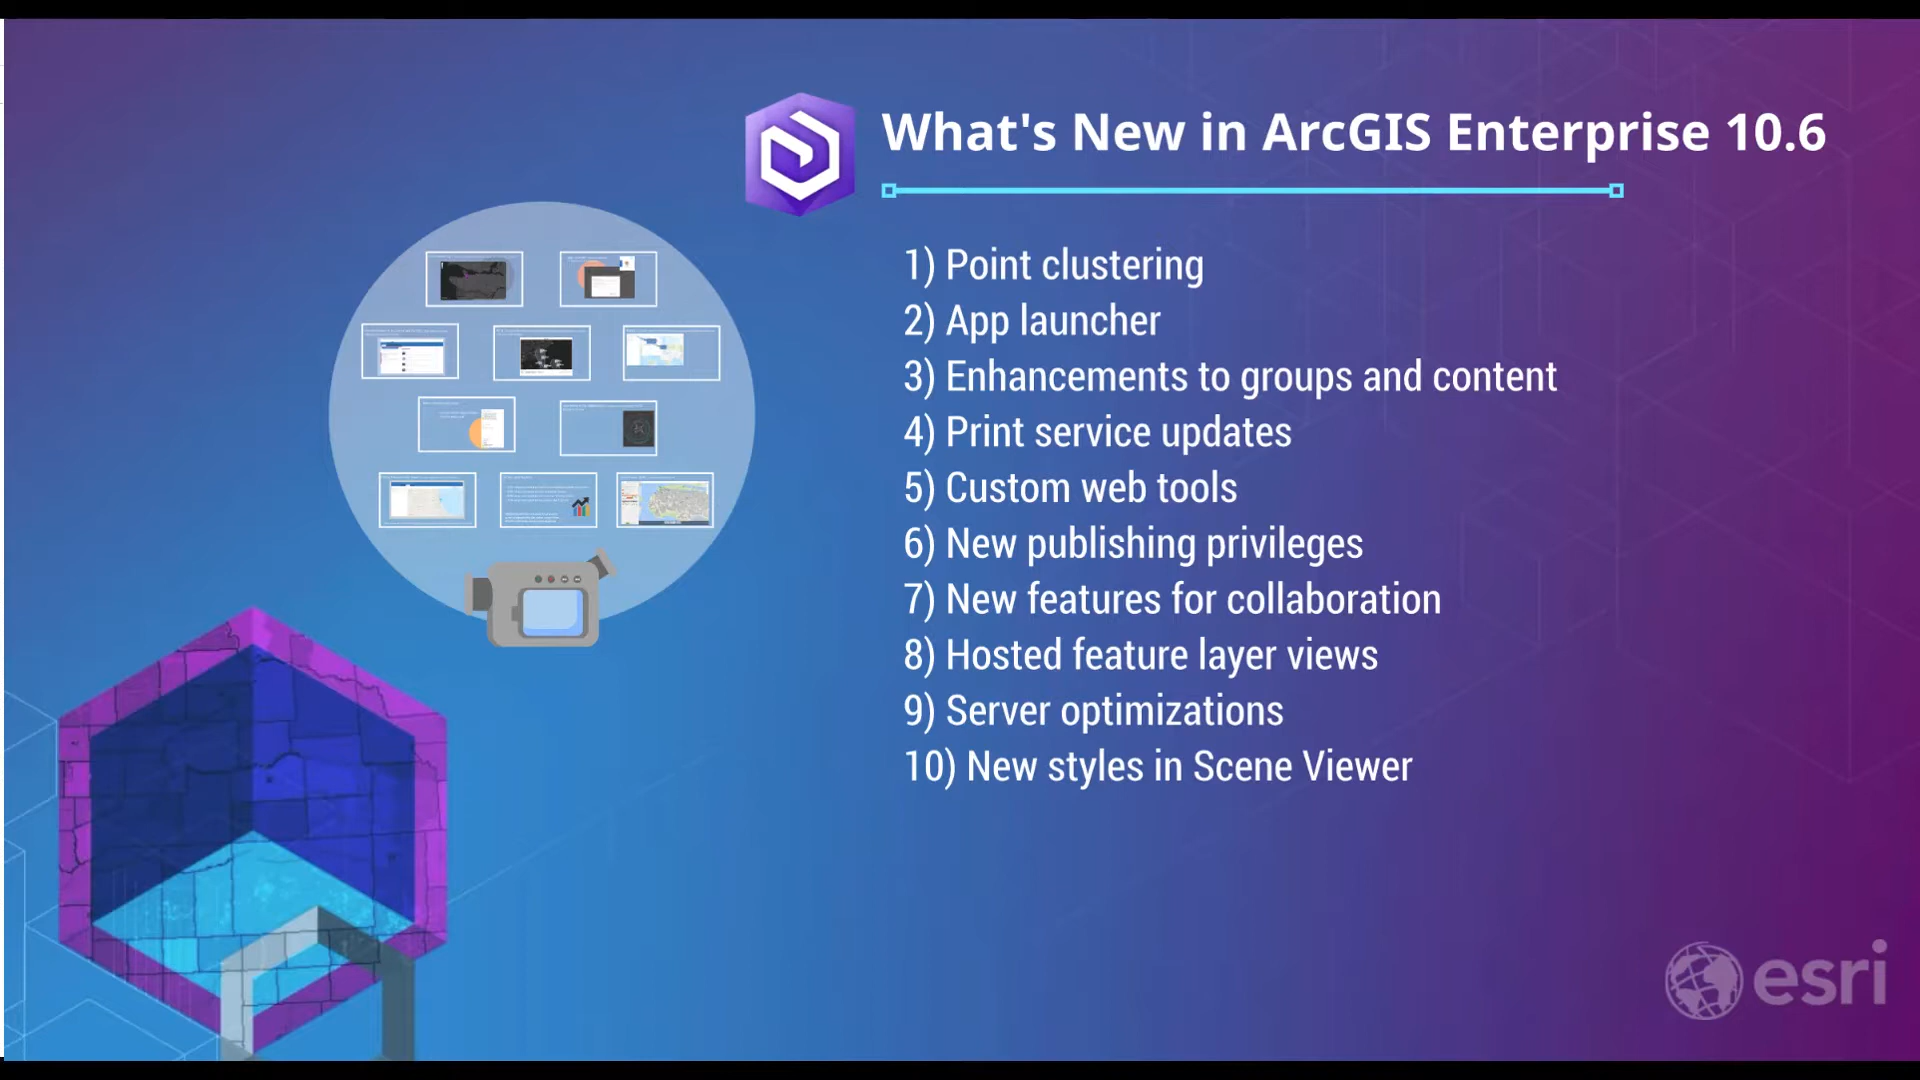 What's New in ArcGIS Enterprise 10.6
1) Point clustering
2) App launcher
3) Enhancements to groups and content
4) Print service updates
5) Custom web tools
6) New publishing privileges
7) New features for collaboration
8) Hosted feature layer views
9) Server optimizations
10) New styles in Scene Viewer
esri